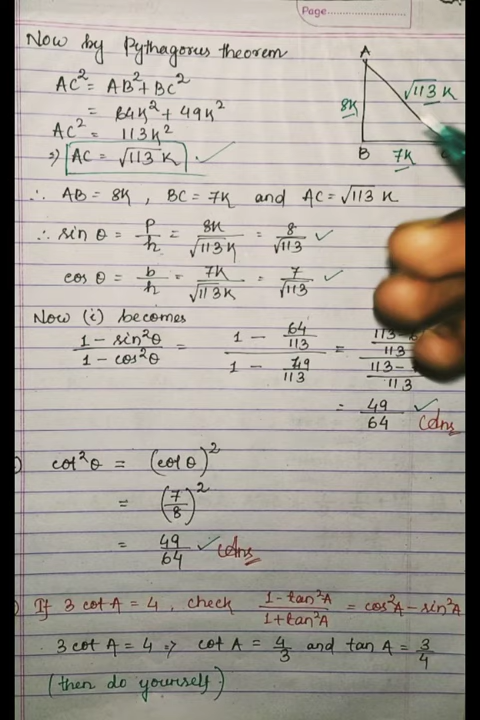 Page
Now by Pythagorus theorem
AC² = AB² + BC²
= 64K² + 49K²
AC² = 113K²
⇒ AC = √113 K
A
8K
√113 K
B
7K
∴ AB = 8K, BC = 7K and AC = √113 K
∴ sin θ = p/h = 8K/√113K = 8/√113
cos θ = b/h = 7K/√113K = 7/√113
Now (i) becomes
1 - sin²θ/1 - cos²θ = 1 - 64/113 / 1 - 49/113 = 113-/113 / 113-/113
= 49/64 Ans
) cot²θ = (cot θ)²
= (7/8)²
= 49/64 Ans
) If 3 cot A = 4, check 1-tan²A/1+tan²A = cos²A - sin²A
3 cot A = 4 ⇒ cot A = 4/3 and tan A = 3/4
(then do yourself)